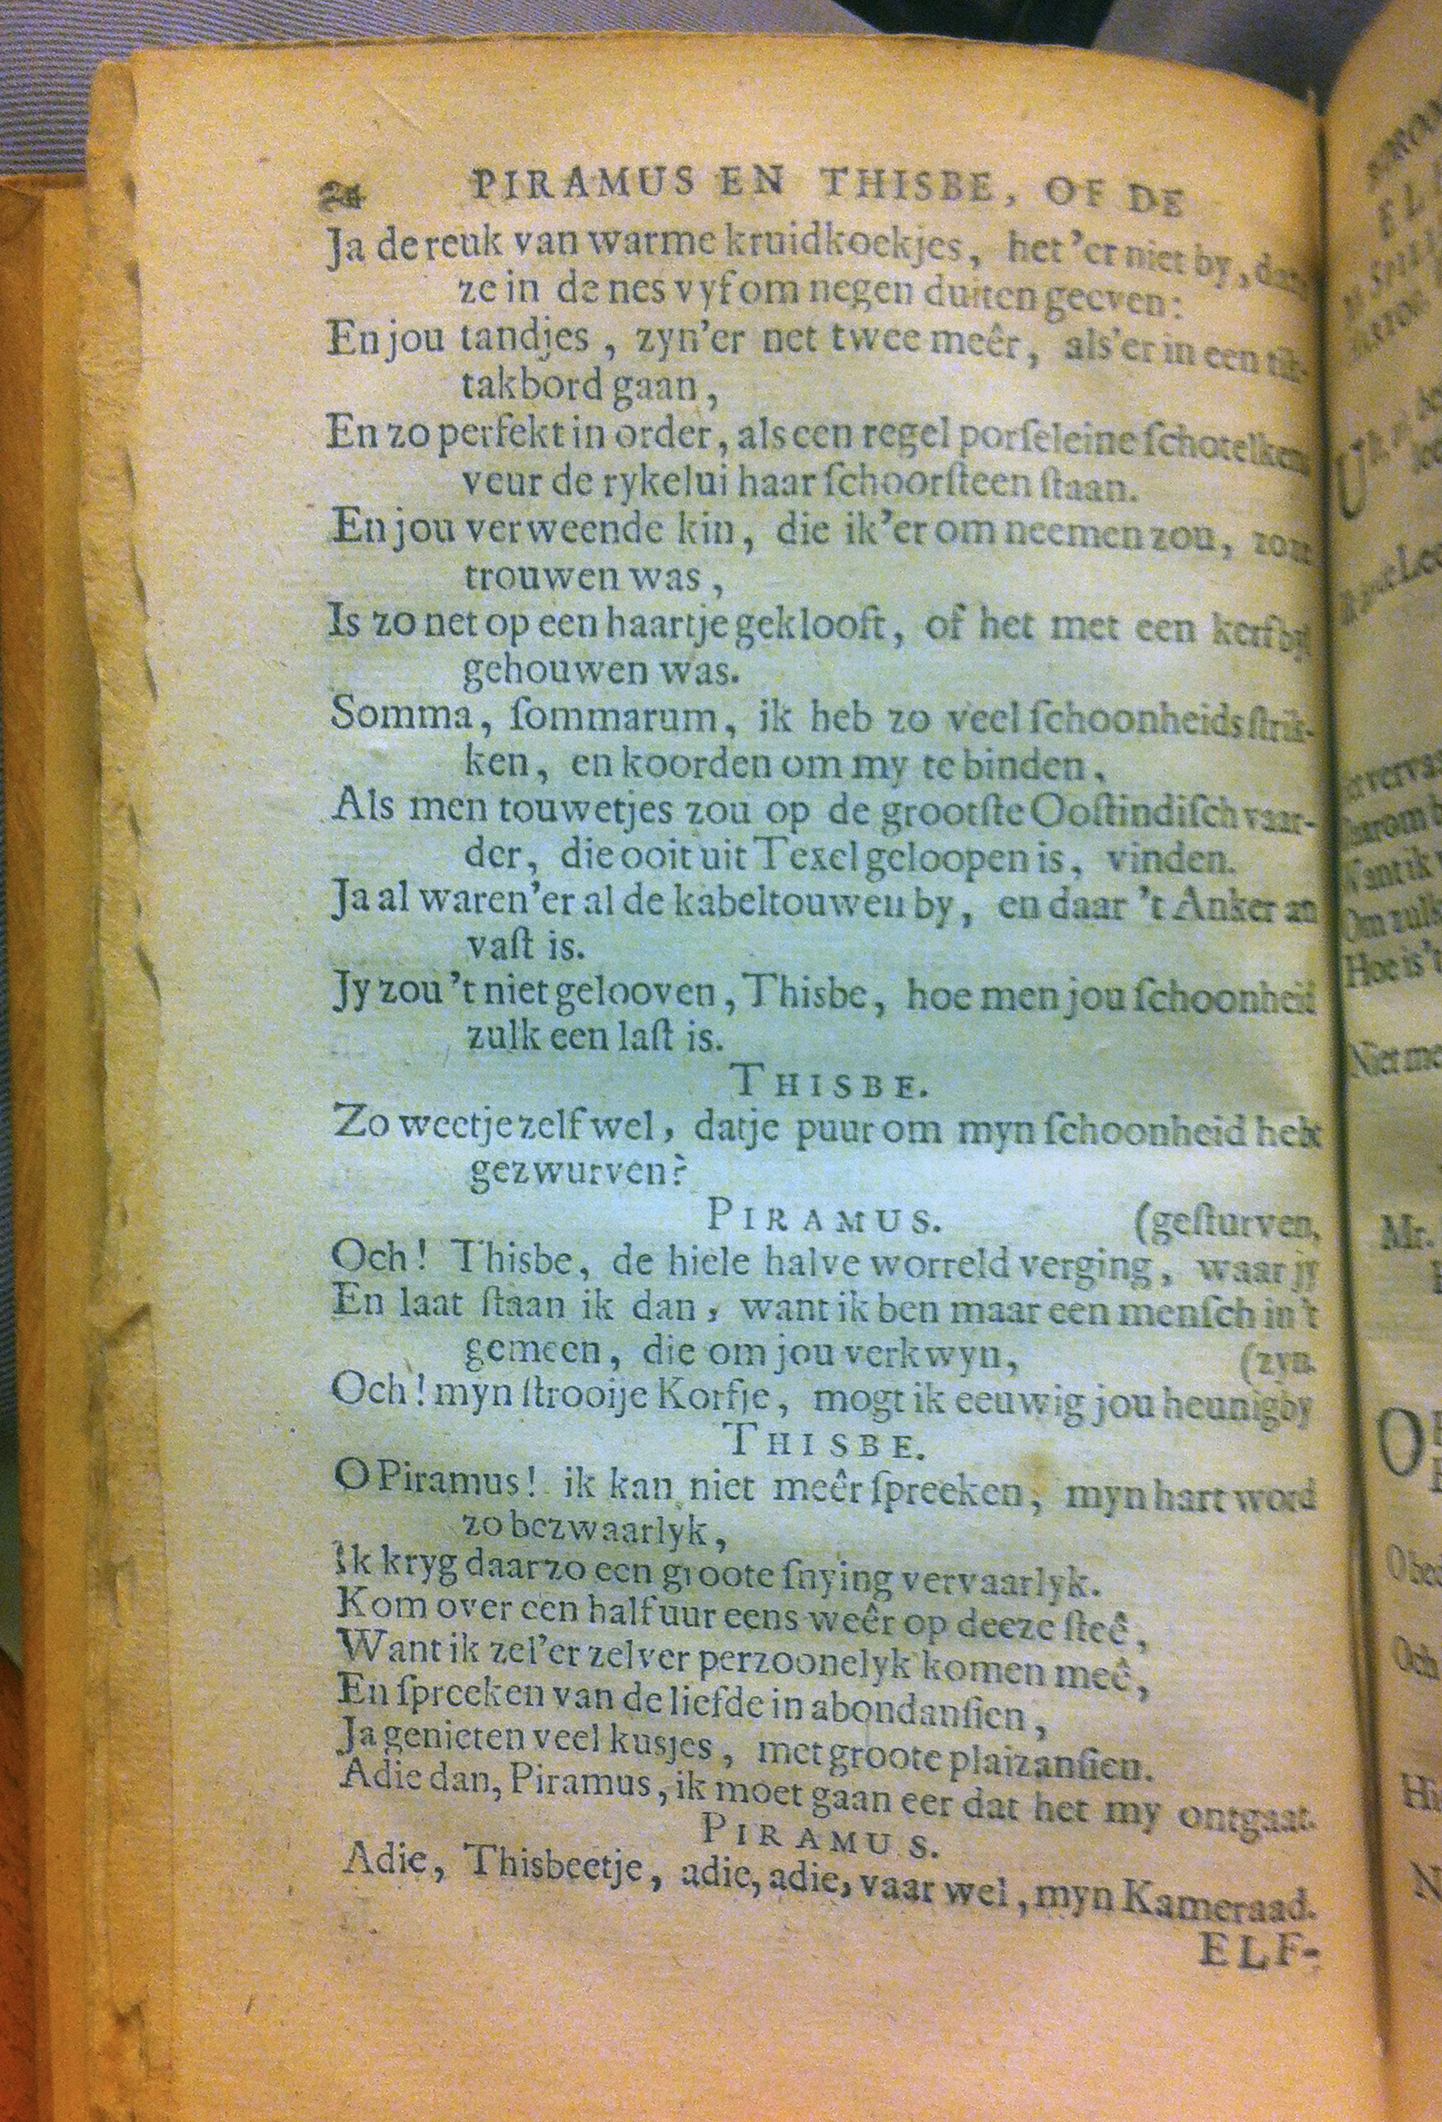 24 PIRAMUS EN THISBE, OF DE
Ja de reuk van warme kruidkoekjes, het 'er niet by, dat
ze in de nes vyf om negen duiten geeven:
En jou tandjes, zyn'er net twee meêr, als'er in een tik-
takbord gaan,
En zo perfekt in order, als een regel porſeleine ſchotelkens
veur de rykelui haar ſchoorſteen ſtaan.
En jou verweende kin, die ik'er om neemen zou, zo
trouwen was,
Is zo net op een haartje geklooft, of het met een kerfbyl
gehouwen was.
Somma, ſommarum, ik heb zo veel ſchoonheids ſtrik-
ken, en koorden om my te binden,
Als men touwetjes zou op de grootſte Ooſtindiſch vaar-
der, die ooit uit Texel geloopen is, vinden.
Ja al waren'er al de kabeltouwen by, en daar 't Anker an
vaſt is.
Jy zou 't niet gelooven, Thisbe, hoe men jou ſchoonheid
zulk een laſt is.
THISBE.
Zo weetje zelf wel, datje puur om myn ſchoonheid hebt
gezwurven?
PIRAMUS. (geſturven,
Och! Thisbe, de hiele halve worreld verging, waar jy
En laat ſtaan ik dan, want ik ben maar een menſch in 't
gemeen, die om jou verkwyn, (zyn.
Och! myn ſtrooije Korfje, mogt ik eeuwig jou heunigby
THISBE.
O Piramus! ik kan niet meêr ſpreeken, myn hart word
zo bezwaarlyk,
Ik kryg daar zo een groote ſnying vervaarlyk.
Kom over een half uur eens weêr op deeze ſteê,
Want ik zel'er zelver perzoonelyk komen meê,
En ſpreeken van de liefde in abondanſien,
Ja genieten veel kusjes, met groote plaizanſien.
Adie dan, Piramus, ik moet gaan eer dat het my ontgaat.
PIRAMUS.
Adie, Thisbeetje, adie, adie, vaar wel, myn Kameraad.
ELF-